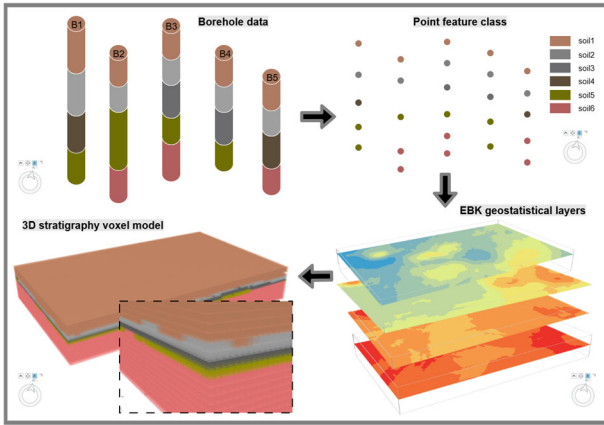 Borehole data
Point feature class
B1
B2
B3
B4
B5
soil1
soil2
soil3
soil4
soil5
soil6
3D stratigraphy voxel model
EBK geostatistical layers